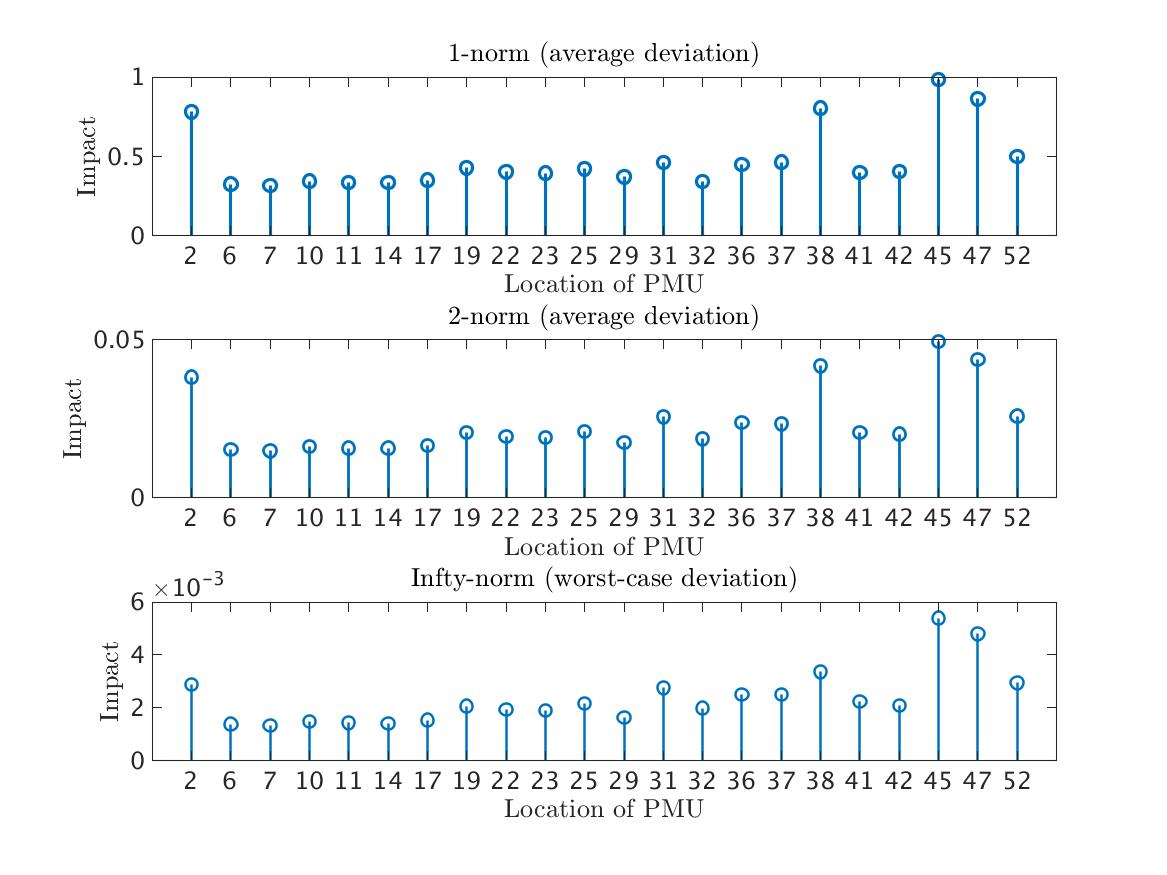 1-norm (average deviation)
1
0.5
0
Impact
2 6 7 10 11 14 17 19 22 23 25 29 31 32 36 37 38 41 42 45 47 52
Location of PMU
2-norm (average deviation)
0.05
0
Impact
2 6 7 10 11 14 17 19 22 23 25 29 31 32 36 37 38 41 42 45 47 52
Location of PMU
Infty-norm (worst-case deviation)
×10⁻³
6
4
2
0
Impact
2 6 7 10 11 14 17 19 22 23 25 29 31 32 36 37 38 41 42 45 47 52
Location of PMU